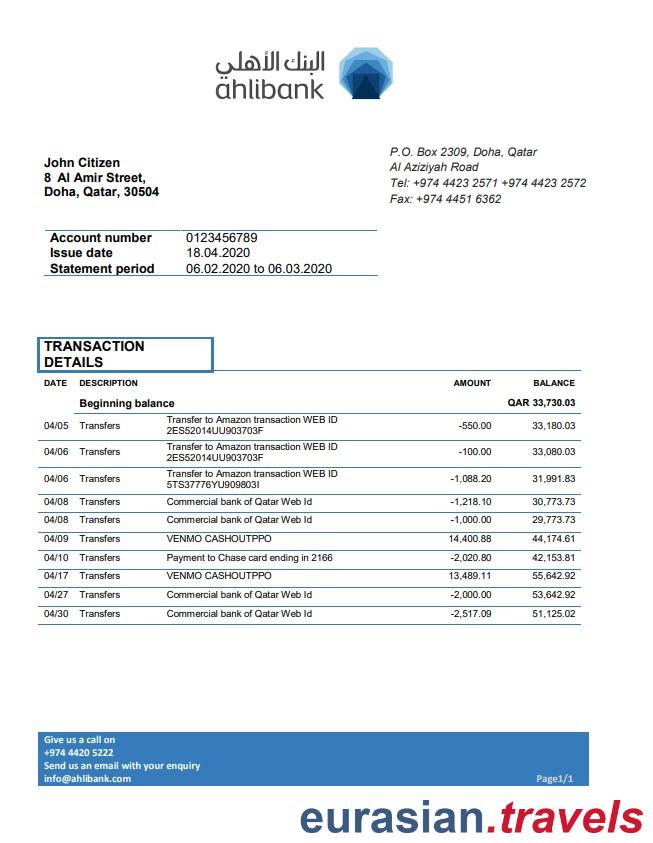 البنك الأهلي
ahlibank
John Citizen
8 Al Amir Street,
Doha, Qatar, 30504
P.O. Box 2309, Doha, Qatar
Al Aziziyah Road
Tel: +974 4423 2571 +974 4423 2572
Fax: +974 4451 6362
Account number 0123456789
Issue date 18.04.2020
Statement period 06.02.2020 to 06.03.2020
TRANSACTION
DETAILS
DATE DESCRIPTION AMOUNT BALANCE
Beginning balance QAR 33,730.03
04/05 Transfers Transfer to Amazon transaction WEB ID 2ES52014UU903703F -550.00 33,180.03
04/06 Transfers Transfer to Amazon transaction WEB ID 2ES52014UU903703F -100.00 33,080.03
04/06 Transfers Transfer to Amazon transaction WEB ID 5TS37776YU909803I -1,088.20 31,991.83
04/08 Transfers Commercial bank of Qatar Web Id -1,218.10 30,773.73
04/08 Transfers Commercial bank of Qatar Web Id -1,000.00 29,773.73
04/09 Transfers VENMO CASHOUTPPO 14,400.88 44,174.61
04/10 Transfers Payment to Chase card ending in 2166 -2,020.80 42,153.81
04/17 Transfers VENMO CASHOUTPPO 13,489.11 55,642.92
04/27 Transfers Commercial bank of Qatar Web Id -2,000.00 53,642.92
04/30 Transfers Commercial bank of Qatar Web Id -2,517.09 51,125.02
Give us a call on
+974 4420 5222
Send us an email with your enquiry
info@ahlibank.com Page1/1
eurasian.travels